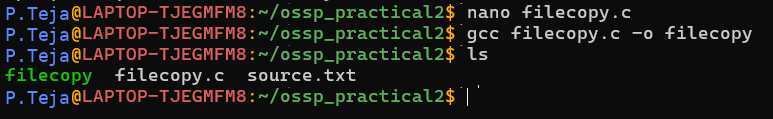 P.Teja@LAPTOP-TJEGMFM8:~/ossp_practical2$ nano filecopy.c
P.Teja@LAPTOP-TJEGMFM8:~/ossp_practical2$ gcc filecopy.c -o filecopy
P.Teja@LAPTOP-TJEGMFM8:~/ossp_practical2$ ls
filecopy  filecopy.c  source.txt
P.Teja@LAPTOP-TJEGMFM8:~/ossp_practical2$